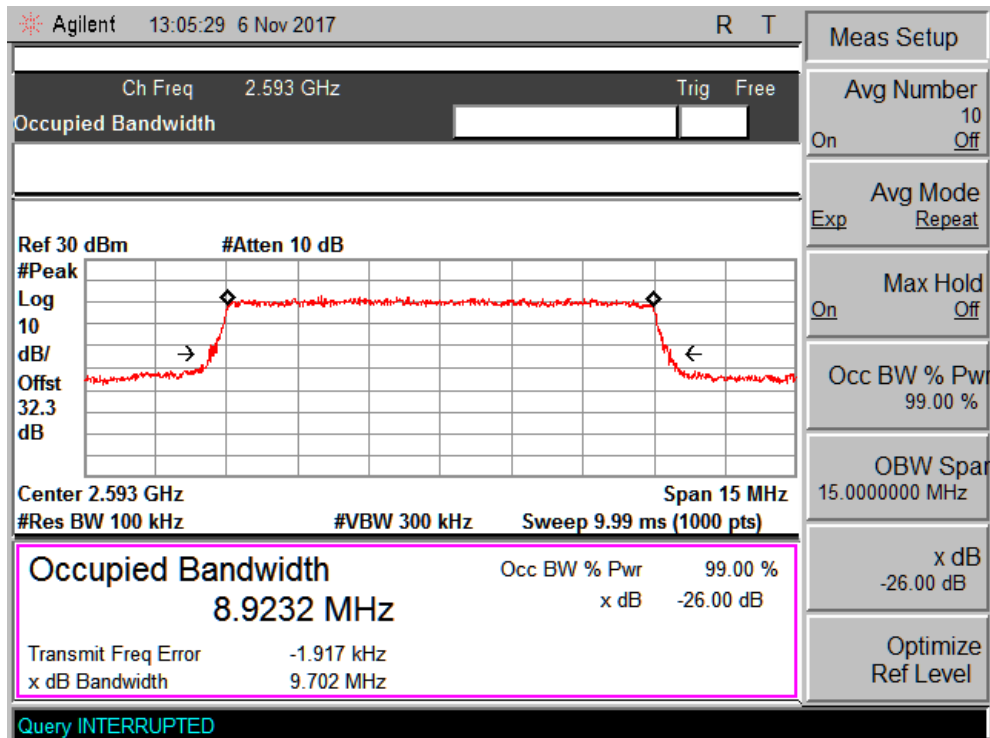 Agilent 13:05:29 6 Nov 2017 R T
Ch Freq 2.593 GHz Trig Free
Occupied Bandwidth
Ref 30 dBm #Atten 10 dB
#Peak
Log
10
dB/
Offst
32.3
dB
Center 2.593 GHz Span 15 MHz
#Res BW 100 kHz #VBW 300 kHz Sweep 9.99 ms (1000 pts)
Occupied Bandwidth
8.9232 MHz
Occ BW % Pwr 99.00 %
x dB -26.00 dB
Transmit Freq Error -1.917 kHz
x dB Bandwidth 9.702 MHz
Query INTERRUPTED
Meas Setup
Avg Number
10
On Off
Avg Mode
Exp Repeat
Max Hold
On Off
Occ BW % Pwr
99.00 %
OBW Span
15.0000000 MHz
x dB
-26.00 dB
Optimize
Ref Level